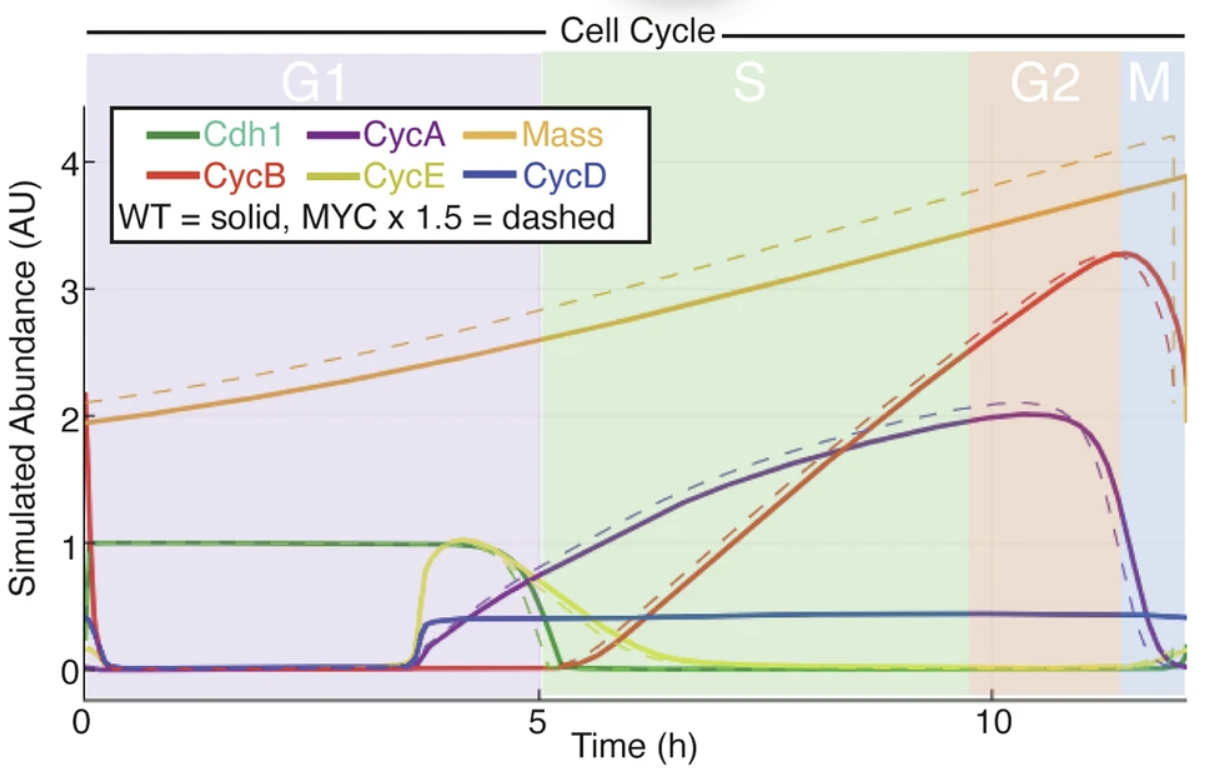 Cell Cycle
G1 S G2 M
Cdh1 CycA Mass
CycB CycE CycD
WT = solid, MYC x 1.5 = dashed
Simulated Abundance (AU)
4
3
2
1
0
0 5 10
Time (h)